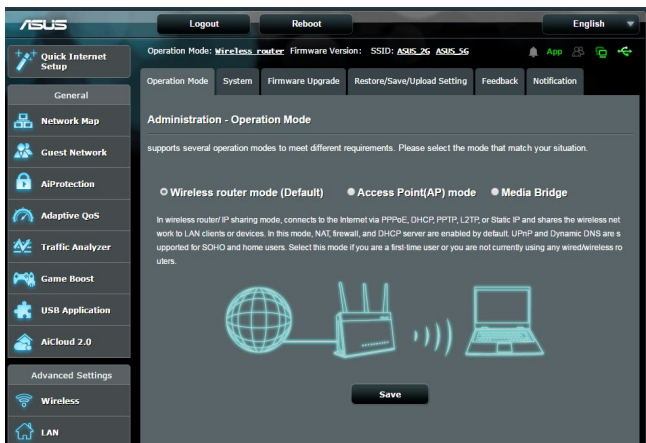 ASUS
Logout
Reboot
English
Quick Internet
Setup
Operation Mode: Wireless router Firmware Version: SSID: ASUS_2G ASUS_5G
App
Operation Mode
System
Firmware Upgrade
Restore/Save/Upload Setting
Feedback
Notification
General
Network Map
Guest Network
AiProtection
Adaptive QoS
Traffic Analyzer
Game Boost
USB Application
AiCloud 2.0
Advanced Settings
Wireless
LAN
Administration - Operation Mode
supports several operation modes to meet different requirements. Please select the mode that match your situation.
Wireless router mode (Default)
Access Point(AP) mode
Media Bridge
In wireless router/ IP sharing mode, connects to the Internet via PPPoE, DHCP, PPTP, L2TP, or Static IP and shares the wireless net
work to LAN clients or devices. In this mode, NAT, firewall, and DHCP server are enabled by default. UPnP and Dynamic DNS are s
upported for SOHO and home users. Select this mode if you are a first-time user or you are not currently using any wired/wireless ro
uters.
Save